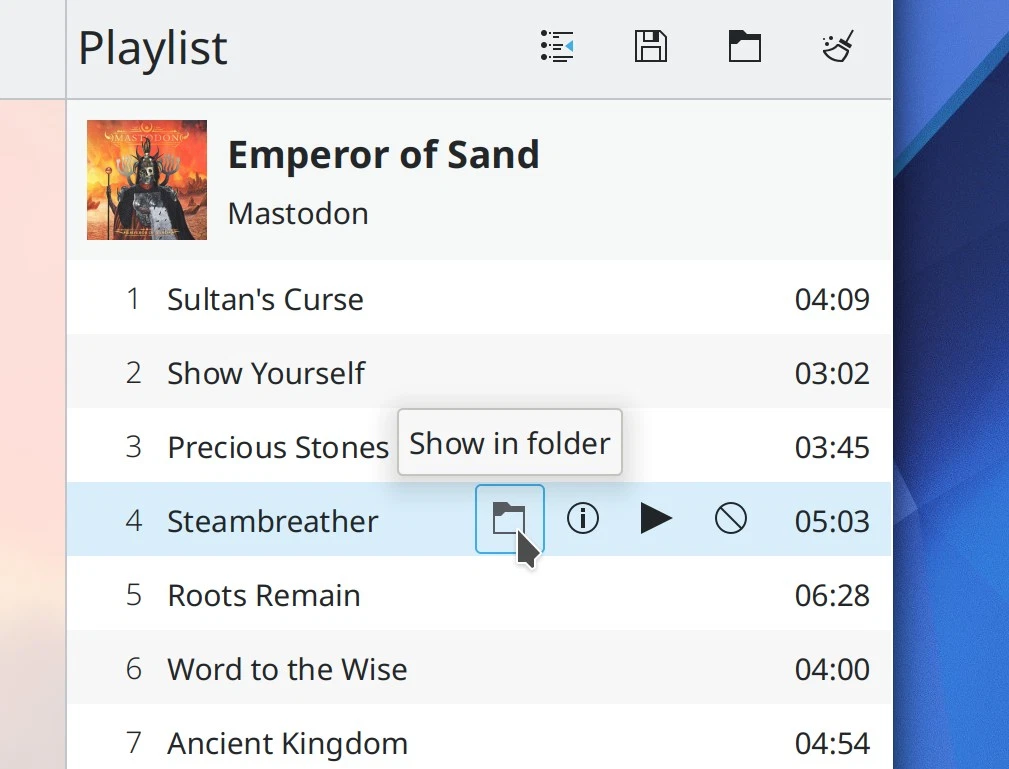 Playlist
MASTODON
Emperor of Sand
Mastodon
1 Sultan's Curse 04:09
2 Show Yourself 03:02
3 Precious Stones 03:45
Show in folder
4 Steambreather 05:03
5 Roots Remain 06:28
6 Word to the Wise 04:00
7 Ancient Kingdom 04:54